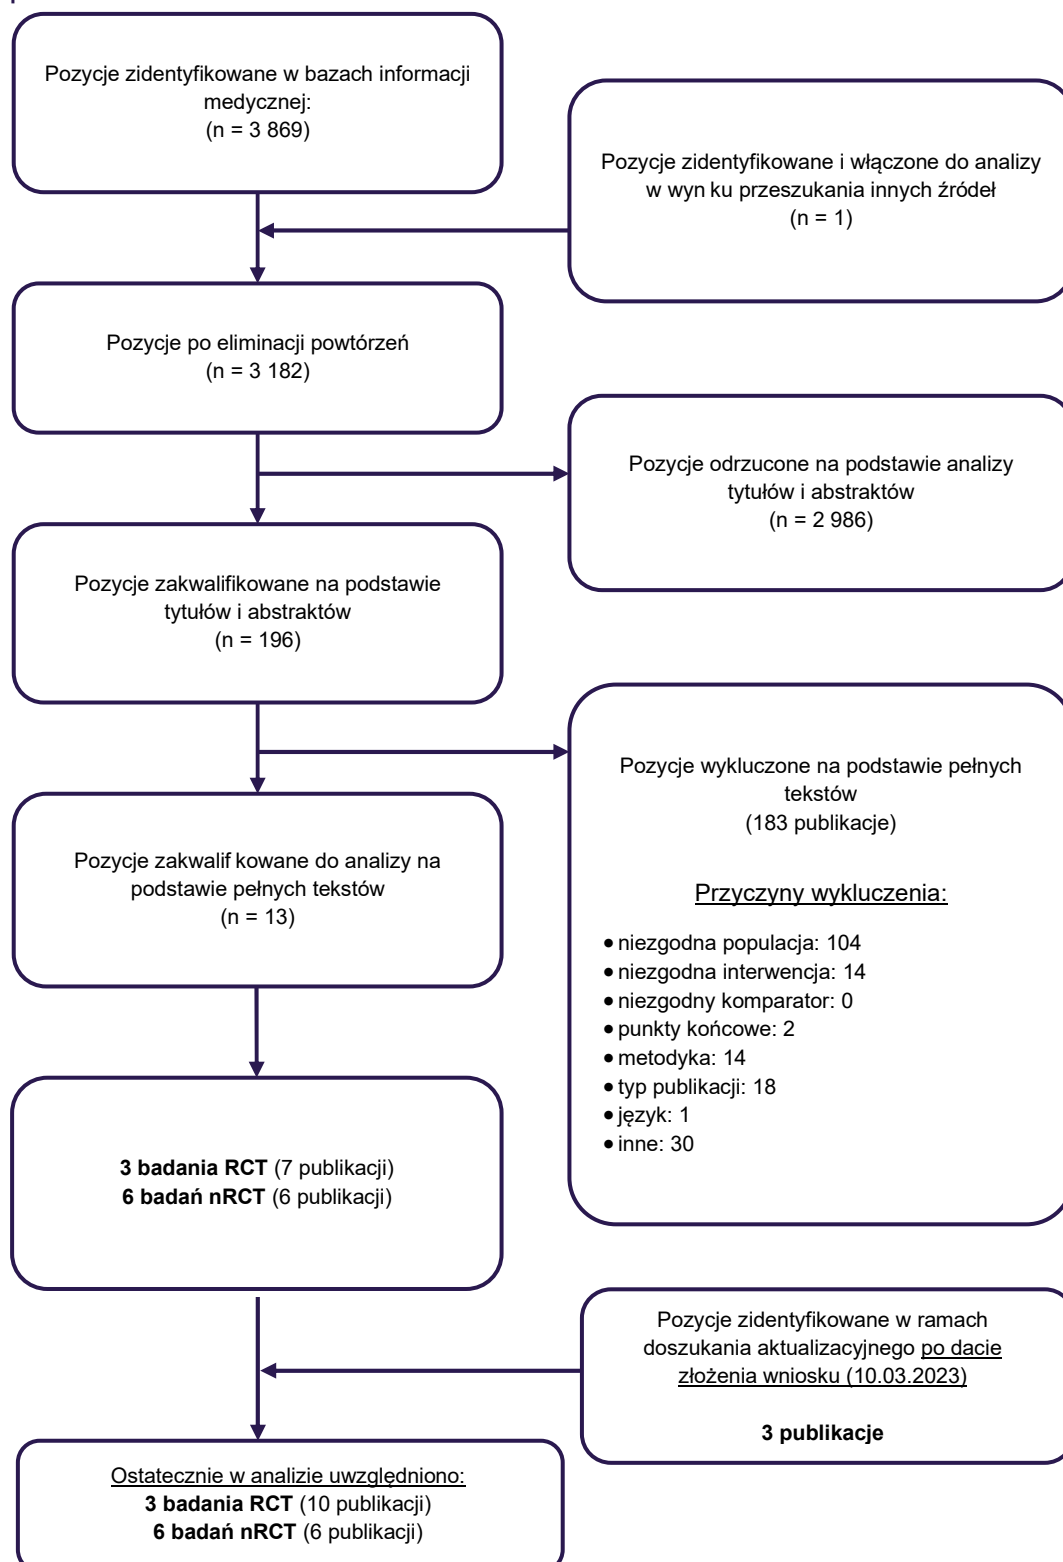 Pozycje zidentyfikowane w bazach informacji
medycznej:
(n = 3 869)
Pozycje zidentyfikowane i włączone do analizy
w wyn ku przeszukania innych źródeł
(n = 1)
Pozycje po eliminacji powtórzeń
(n = 3 182)
Pozycje odrzucone na podstawie analizy
tytułów i abstraktów
(n = 2 986)
Pozycje zakwalifikowane na podstawie
tytułów i abstraktów
(n = 196)
Pozycje wykluczone na podstawie pełnych
tekstów
(183 publikacje)
Przyczyny wykluczenia:
• niezgodna populacja: 104
• niezgodna interwencja: 14
• niezgodny komparator: 0
• punkty końcowe: 2
• metodyka: 14
• typ publikacji: 18
• język: 1
• inne: 30
Pozycje zakwalif kowane do analizy na
podstawie pełnych tekstów
(n = 13)
3 badania RCT (7 publikacji)
6 badań nRCT (6 publikacji)
Pozycje zidentyfikowane w ramach
doszukania aktualizacyjnego po dacie
złożenia wniosku (10.03.2023)
3 publikacje
Ostatecznie w analizie uwzględniono:
3 badania RCT (10 publikacji)
6 badań nRCT (6 publikacji)